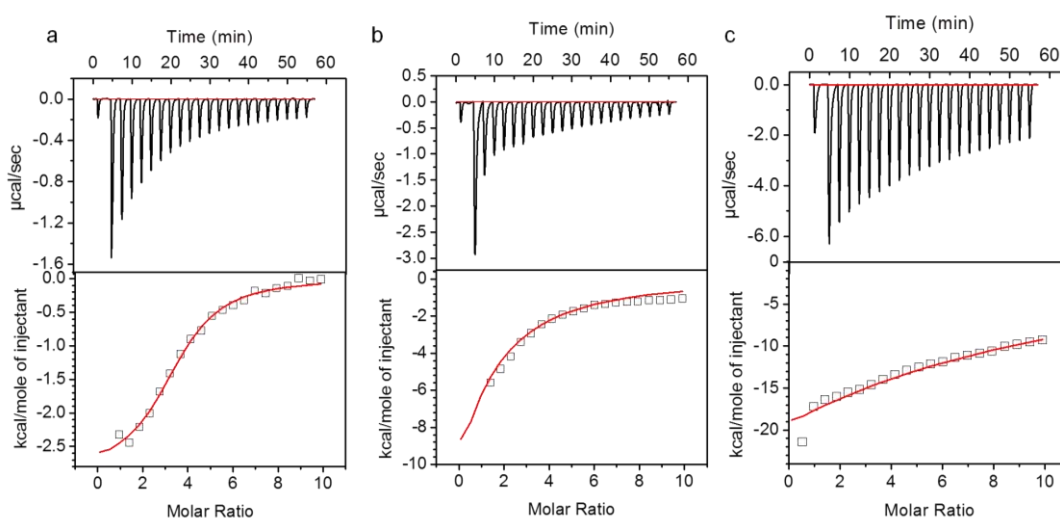 a
Time (min)
0 10 20 30 40 50 60
0.0
-0.4
-0.8
-1.2
-1.6
µcal/sec
0.0
-0.5
-1.0
-1.5
-2.0
-2.5
kcal/mole of injectant
0 2 4 6 8 10
Molar Ratio
b
Time (min)
0 10 20 30 40 50 60
0.5
0.0
-0.5
-1.0
-1.5
-2.0
-2.5
-3.0
µcal/sec
0
-2
-4
-6
-8
-10
kcal/mole of injectant
0 2 4 6 8 10
Molar Ratio
c
Time (min)
0 10 20 30 40 50 60
0.0
-2.0
-4.0
-6.0
µcal/sec
0
-5
-10
-15
-20
kcal/mole of injectant
0 2 4 6 8 10
Molar Ratio